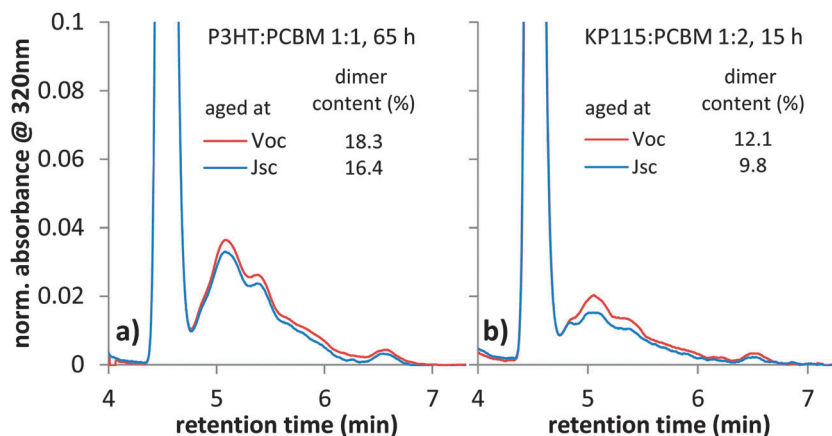 norm. absorbance @ 320nm
0.1
0.08
0.06
0.04
0.02
0
P3HT:PCBM 1:1, 65 h
dimer
aged at content (%)
Voc 18.3
Jsc 16.4
a)
4 5 6 7
retention time (min)
KP115:PCBM 1:2, 15 h
dimer
aged at content (%)
Voc 12.1
Jsc 9.8
b)
4 5 6 7
retention time (min)